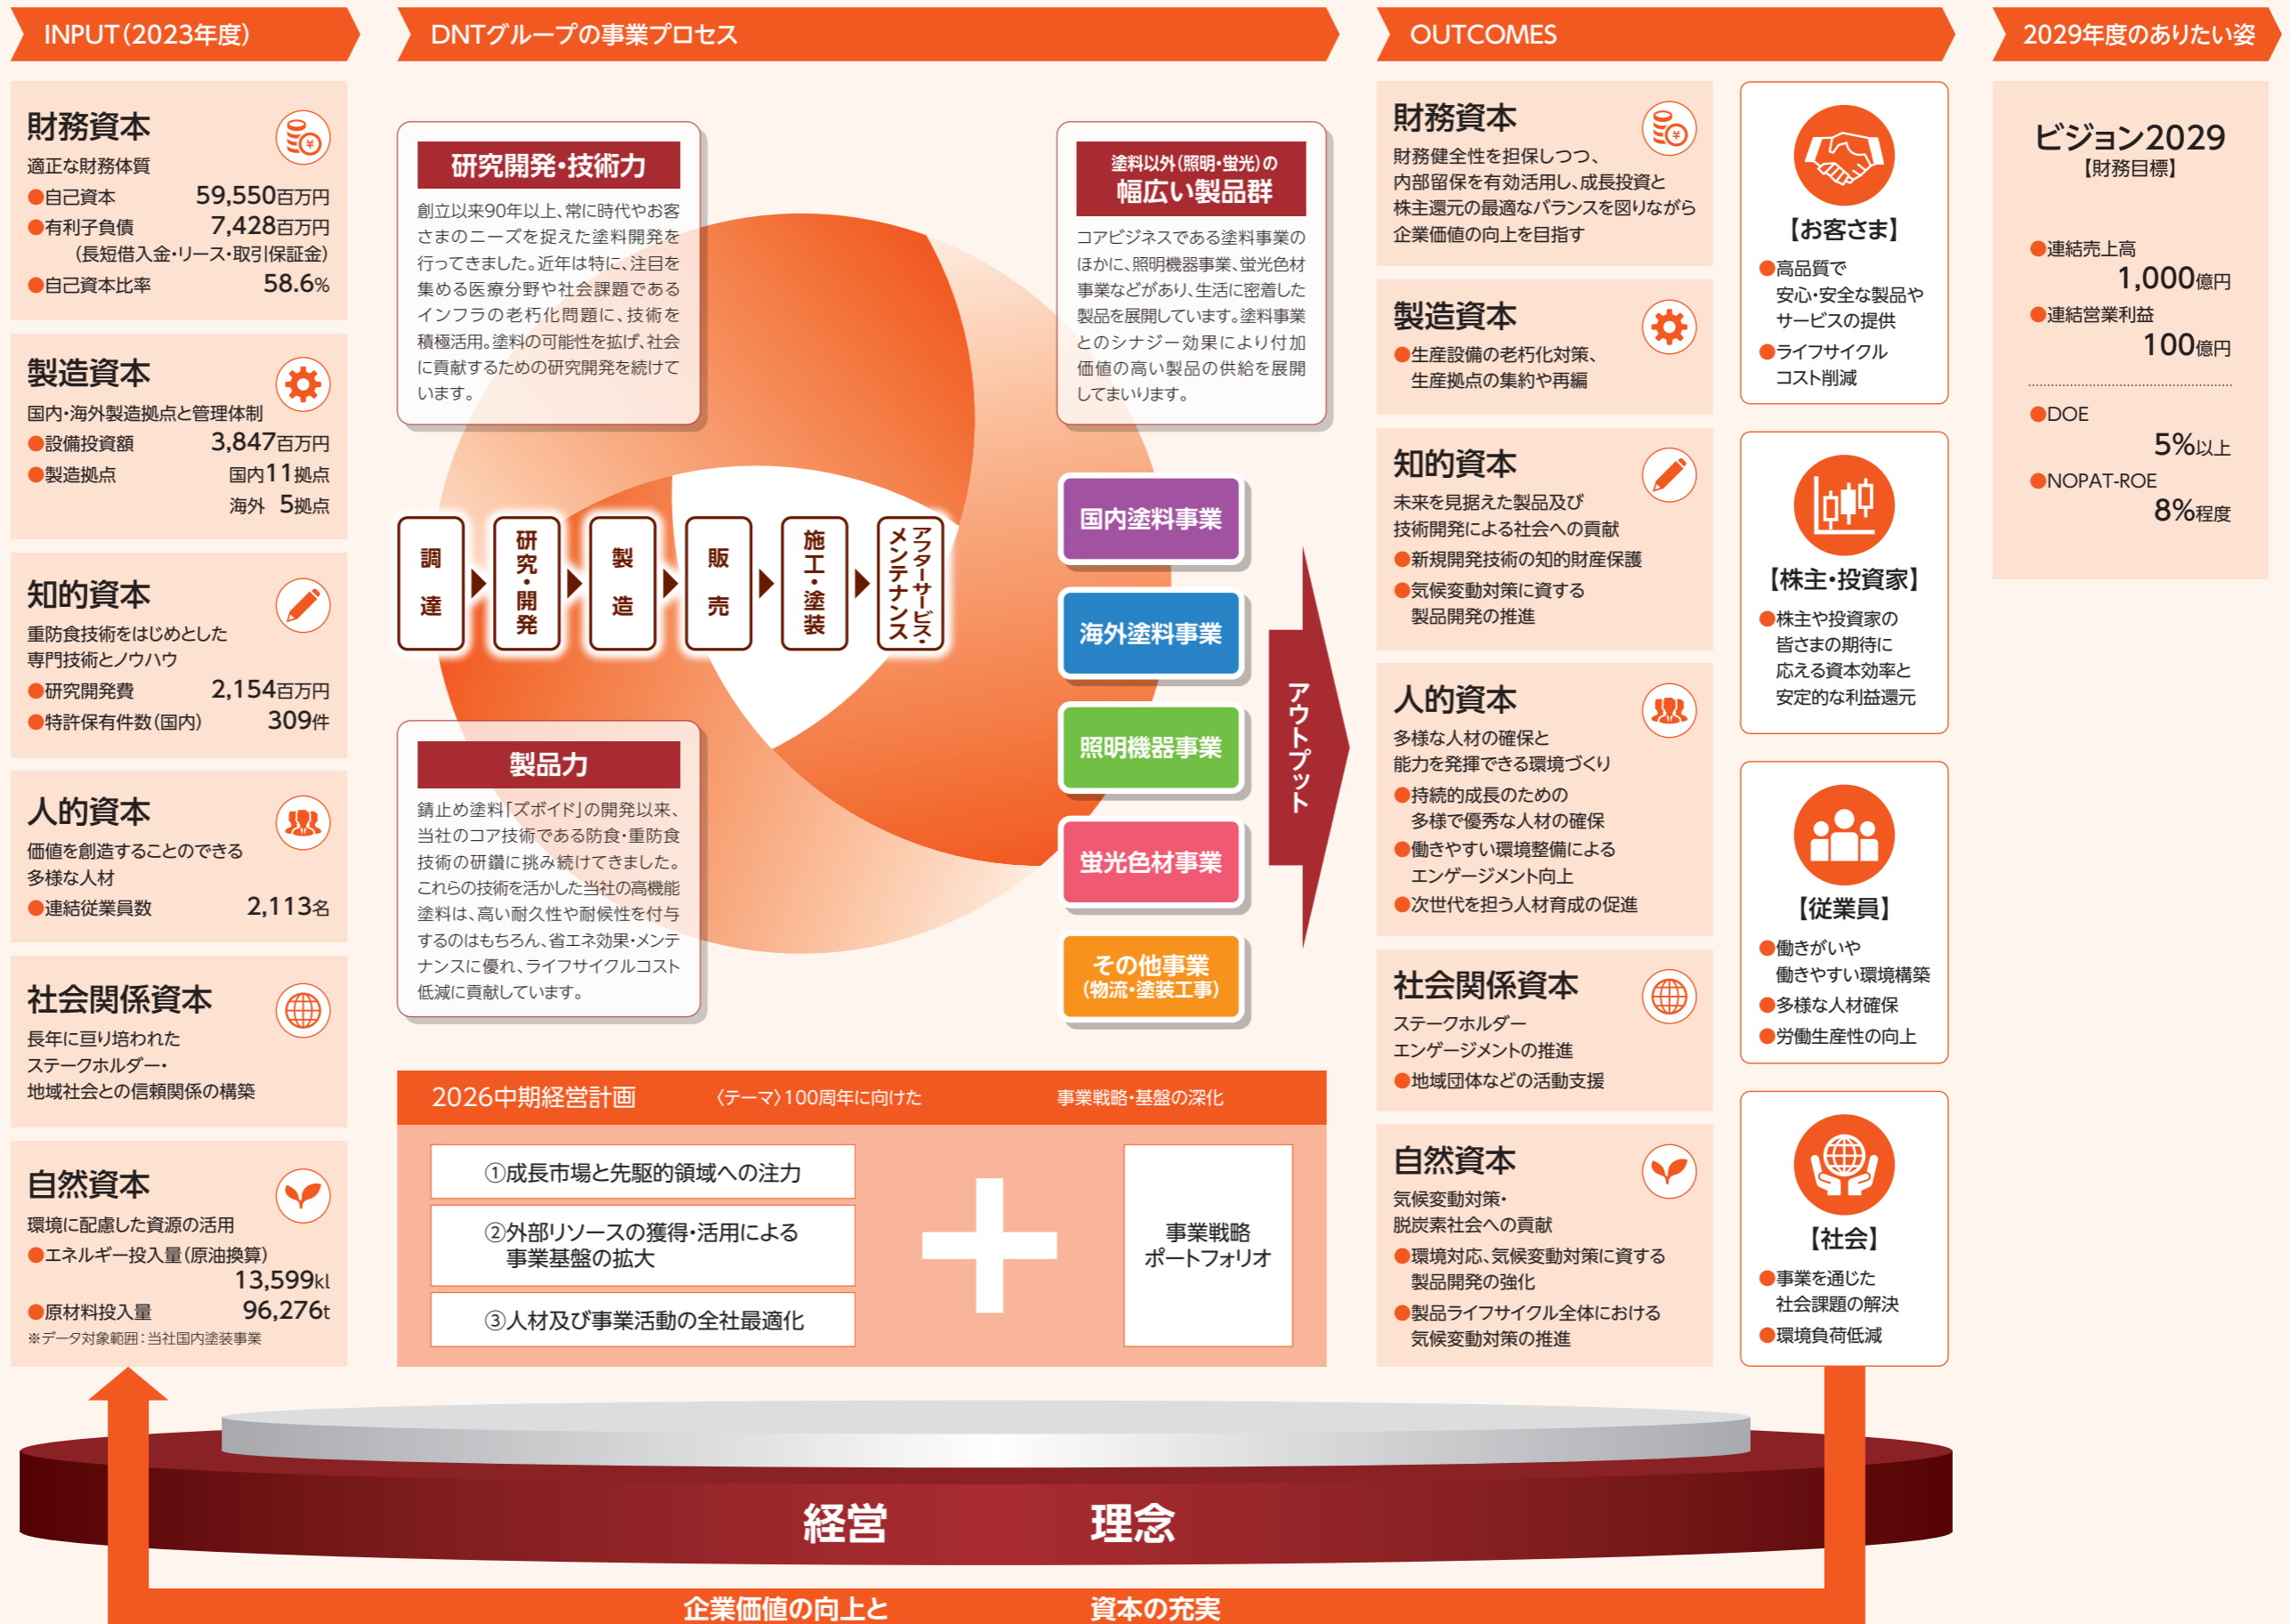 INPUT（2023年度）
財務資本
適正な財務体質
●自己資本 59,550百万円
●有利子負債 7,428百万円
（長短借入金・リース・取引保証金）
●自己資本比率 58.6%
製造資本
国内・海外製造拠点と管理体制
●設備投資額 3,847百万円
●製造拠点 国内11拠点
海外 5拠点
知的資本
重防食技術をはじめとした
専門技術とノウハウ
●研究開発費 2,154百万円
●特許保有件数（国内） 309件
人的資本
価値を創造することのできる
多様な人材
●連結従業員数 2,113名
社会関係資本
長年に亘り培われた
ステークホルダー・
地域社会との信頼関係の構築
自然資本
環境に配慮した資源の活用
●エネルギー投入量（原油換算）
13,599kl
●原材料投入量 96,276t
※データ対象範囲：当社国内塗装事業
DNTグループの事業プロセス
研究開発・技術力
創立以来90年以上、常に時代やお客
さまのニーズを捉えた塗料開発を
行ってきました。近年は特に、注目を
集める医療分野や社会課題である
インフラの老朽化問題に、技術を
積極活用。塗料の可能性を拡げ、社会
に貢献するための研究開発を続けて
います。
塗料以外（照明・蛍光）の
幅広い製品群
コアビジネスである塗料事業の
ほかに、照明機器事業、蛍光色材
事業などがあり、生活に密着した
製品を展開しています。塗料事業
とのシナジー効果により付加
価値の高い製品の供給を展開
してまいります。
調達
研究・開発
製造
販売
施工・塗装
アフターサービス・
メンテナンス
製品力
錆止め塗料「ズボイド」の開発以来、
当社のコア技術である防食・重防食
技術の研鑽に挑み続けてきました。
これらの技術を活かした当社の高機能
塗料は、高い耐久性や耐候性を付与
するのはもちろん、省エネ効果・メンテ
ナンスに優れ、ライフサイクルコスト
低減に貢献しています。
国内塗料事業
海外塗料事業
照明機器事業
蛍光色材事業
その他事業
（物流・塗装工事）
アウトプット
2026中期経営計画 〈テーマ〉100周年に向けた 事業戦略・基盤の深化
①成長市場と先駆的領域への注力
②外部リソースの獲得・活用による
事業基盤の拡大
③人材及び事業活動の全社最適化
事業戦略
ポートフォリオ
OUTCOMES
財務資本
財務健全性を担保しつつ、
内部留保を有効活用し、成長投資と
株主還元の最適なバランスを図りながら
企業価値の向上を目指す
製造資本
●生産設備の老朽化対策、
生産拠点の集約や再編
知的資本
未来を見据えた製品及び
技術開発による社会への貢献
●新規開発技術の知的財産保護
●気候変動対策に資する
製品開発の推進
人的資本
多様な人材の確保と
能力を発揮できる環境づくり
●持続的成長のための
多様で優秀な人材の確保
●働きやすい環境整備による
エンゲージメント向上
●次世代を担う人材育成の促進
社会関係資本
ステークホルダー
エンゲージメントの推進
●地域団体などの活動支援
自然資本
気候変動対策・
脱炭素社会への貢献
●環境対応、気候変動対策に資する
製品開発の強化
●製品ライフサイクル全体における
気候変動対策の推進
【お客さま】
●高品質で
安心・安全な製品や
サービスの提供
●ライフサイクル
コスト削減
【株主・投資家】
●株主や投資家の
皆さまの期待に
応える資本効率と
安定的な利益還元
【従業員】
●働きがいや
働きやすい環境構築
●多様な人材確保
●労働生産性の向上
【社会】
●事業を通じた
社会課題の解決
●環境負荷低減
2029年度のありたい姿
ビジョン2029
【財務目標】
●連結売上高
1,000億円
●連結営業利益
100億円
●DOE
5%以上
●NOPAT-ROE
8%程度
経営 理念
企業価値の向上と 資本の充実